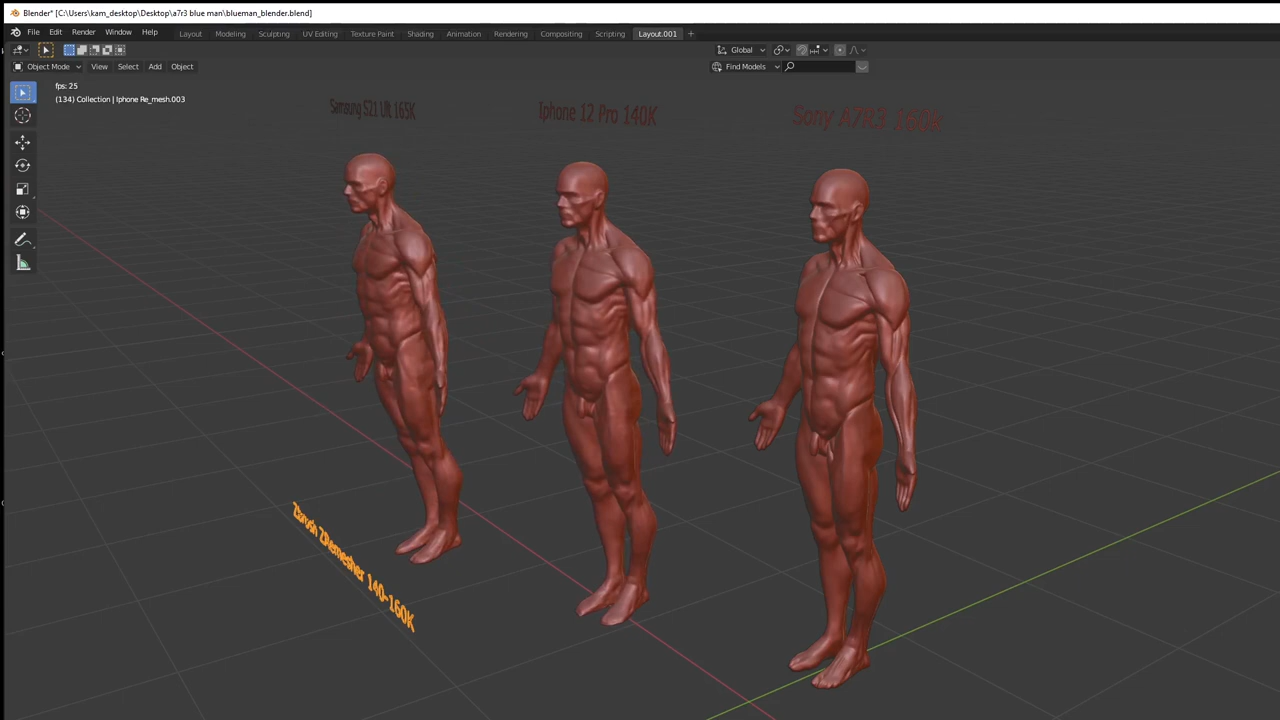 Blender* [C:\Users\kam_desktop\Desktop\a7r3 blue man\blueman_blender.blend]
File Edit Render Window Help Layout Modeling Sculpting UV Editing Texture Paint Shading Animation Rendering Compositing Scripting Layout.001 +
Global
Object Mode View Select Add Object Find Models
fps: 25
(134) Collection | Iphone Re_mesh.003
Samsung S21 Ult 165K Iphone 12 Pro 140K Sony A7R3 160K
Zbrush ZRemesher 140-160K